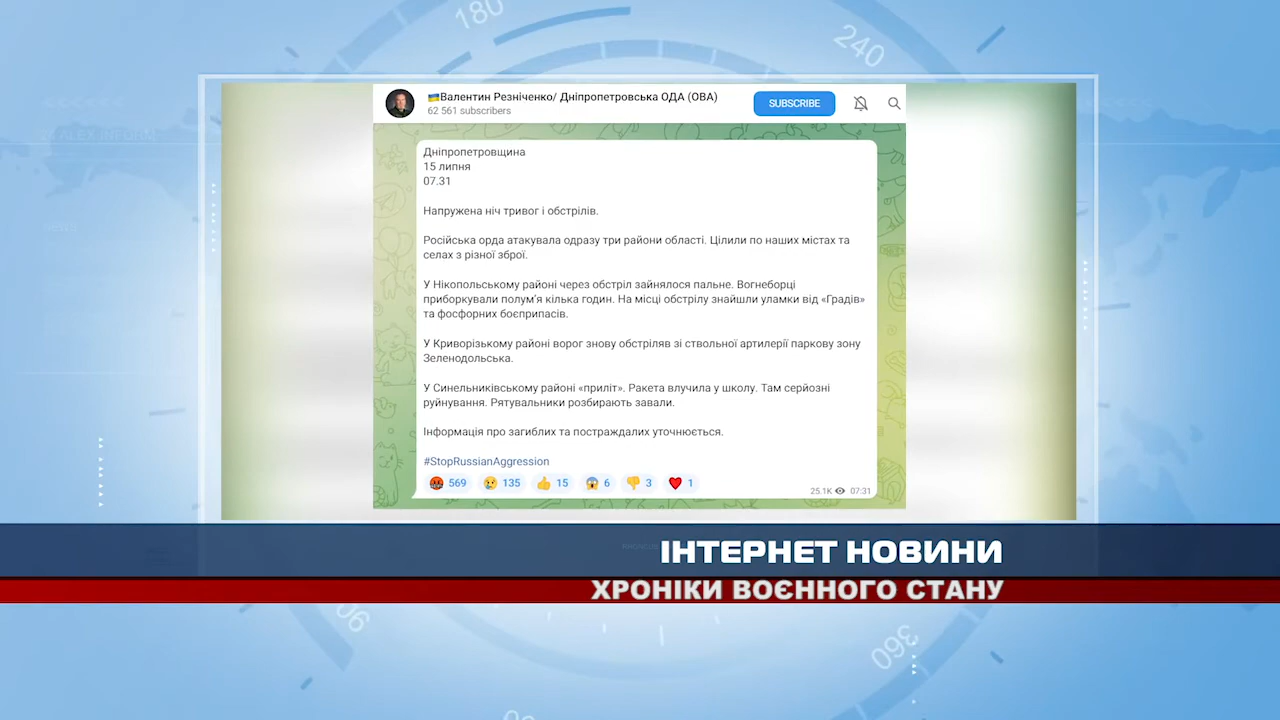 180
240
🇺🇦Валентин Резніченко/ Дніпропетровська ОДА (ОВА)
62 561 subscribers
SUBSCRIBE
Дніпропетровщина
15 липня
07.31
Напружена ніч тривог і обстрілів.
Російська орда атакувала одразу три райони області. Цілили по наших містах та
селах з різної зброї.
У Нікопольському районі через обстріл зайнялося пальне. Вогнеборці
приборкували полум'я кілька годин. На місці обстрілу знайшли уламки від «Градів»
та фосфорних боєприпасів.
У Криворізькому районі ворог знову обстріляв зі ствольної артилерії паркову зону
Зеленодольська.
У Синельниківському районі «приліт». Ракета влучила у школу. Там серйозні
руйнування. Рятувальники розбирають завали.
Інформація про загиблих та постраждалих уточнюється.
#StopRussianAggression
🤬 569 😢 135 👍 15 😱 6 👎 3 ❤ 1
25.1K 07:31
ІНТЕРНЕТ НОВИНИ
ХРОНІКИ ВОЄННОГО СТАНУ
90
360